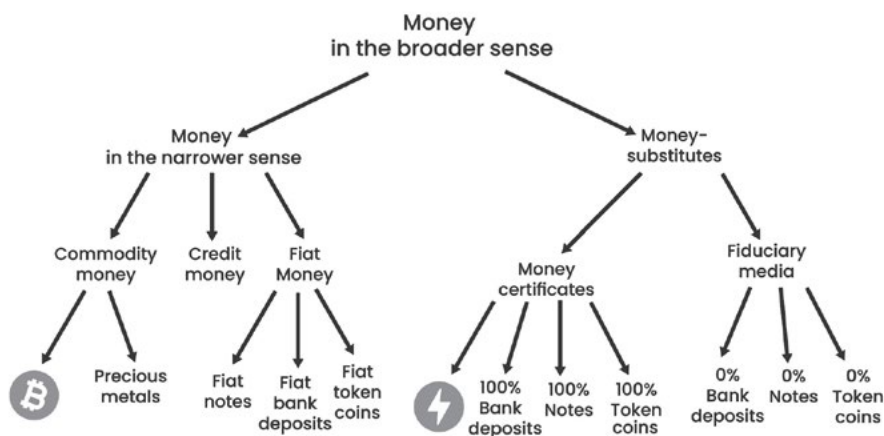 Money
in the broader sense
Money
in the narrower sense
Money-
substitutes
Commodity
money
Credit
money
Fiat
Money
Money
certificates
Fiduciary
media
Precious
metals
Fiat
notes
Fiat
bank
deposits
Fiat
token
coins
100%
Bank
deposits
100%
Notes
100%
Token
coins
0%
Bank
deposits
0%
Notes
0%
Token
coins